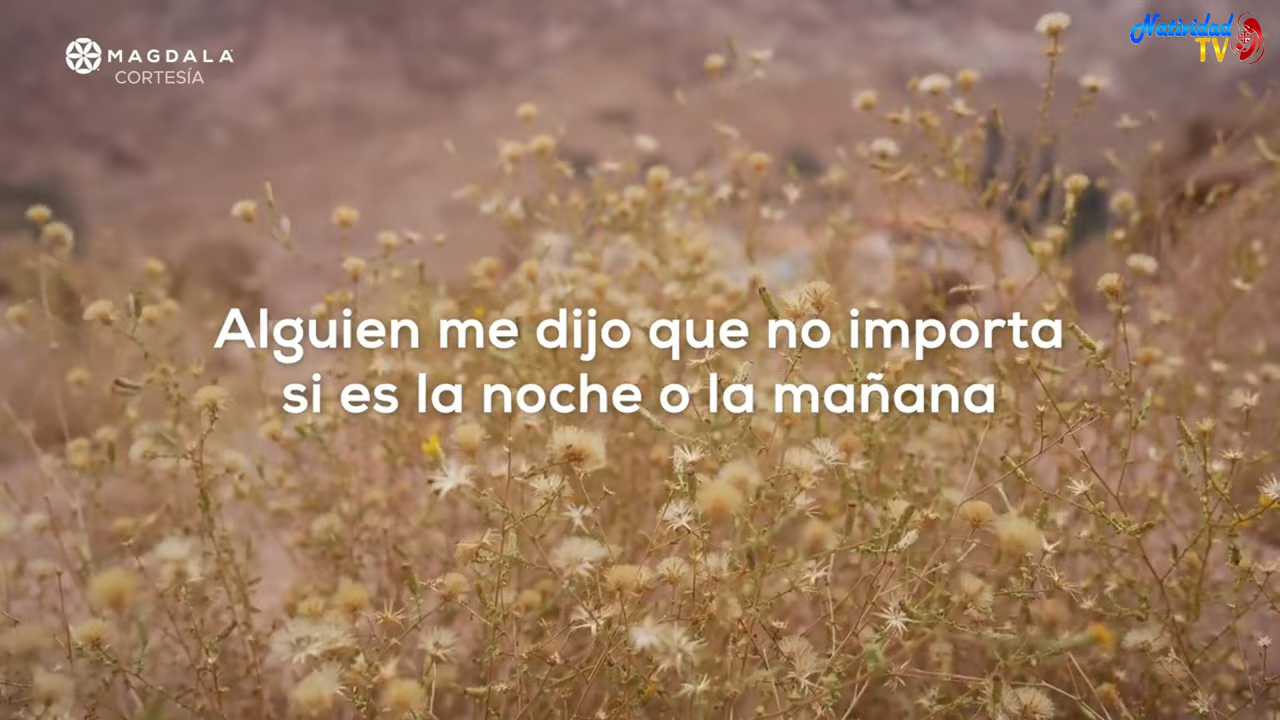 MAGDALA
CORTESÍA
Natividad
TV
Alguien me dijo que no importa
si es la noche o la mañana